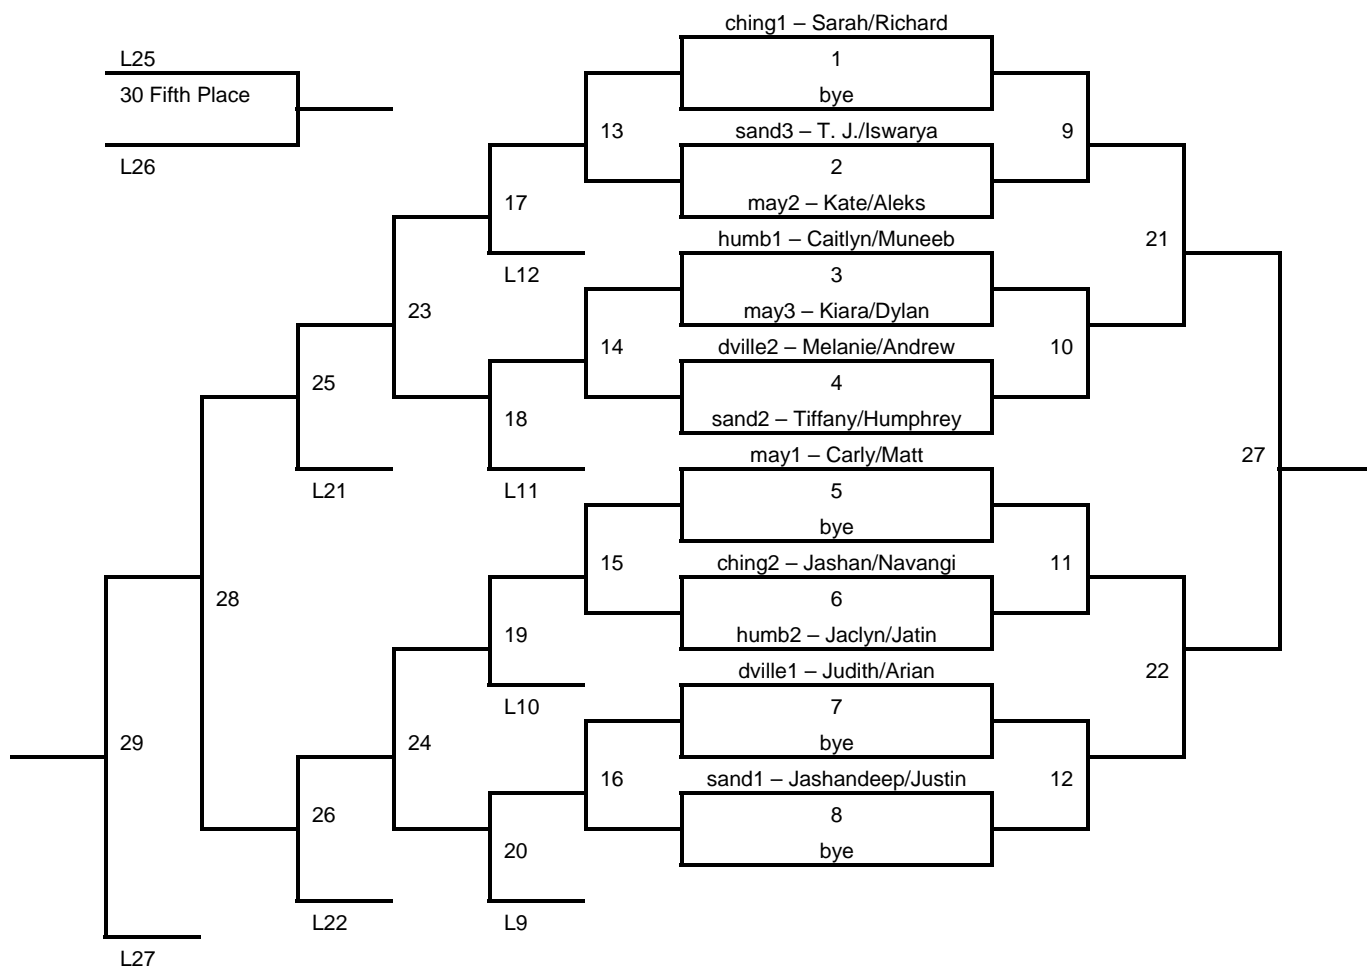 ching1 – Sarah/Richard
L25
1
30 Fifth Place
bye
13
sand3 – T. J./Iswarya
9
L26
2
17
may2 – Kate/Aleks
humb1 – Caitlyn/Muneeb
21
L12
3
23
may3 – Kiara/Dylan
14
dville2 – Melanie/Andrew
10
25
4
18
sand2 – Tiffany/Humphrey
may1 – Carly/Matt
27
L21
L11
5
bye
15
ching2 – Jashan/Navangi
11
28
6
19
humb2 – Jaclyn/Jatin
dville1 – Judith/Arian
22
L10
7
29
24
bye
16
sand1 – Jashandeep/Justin
12
26
8
20
bye
L22
L9
L27